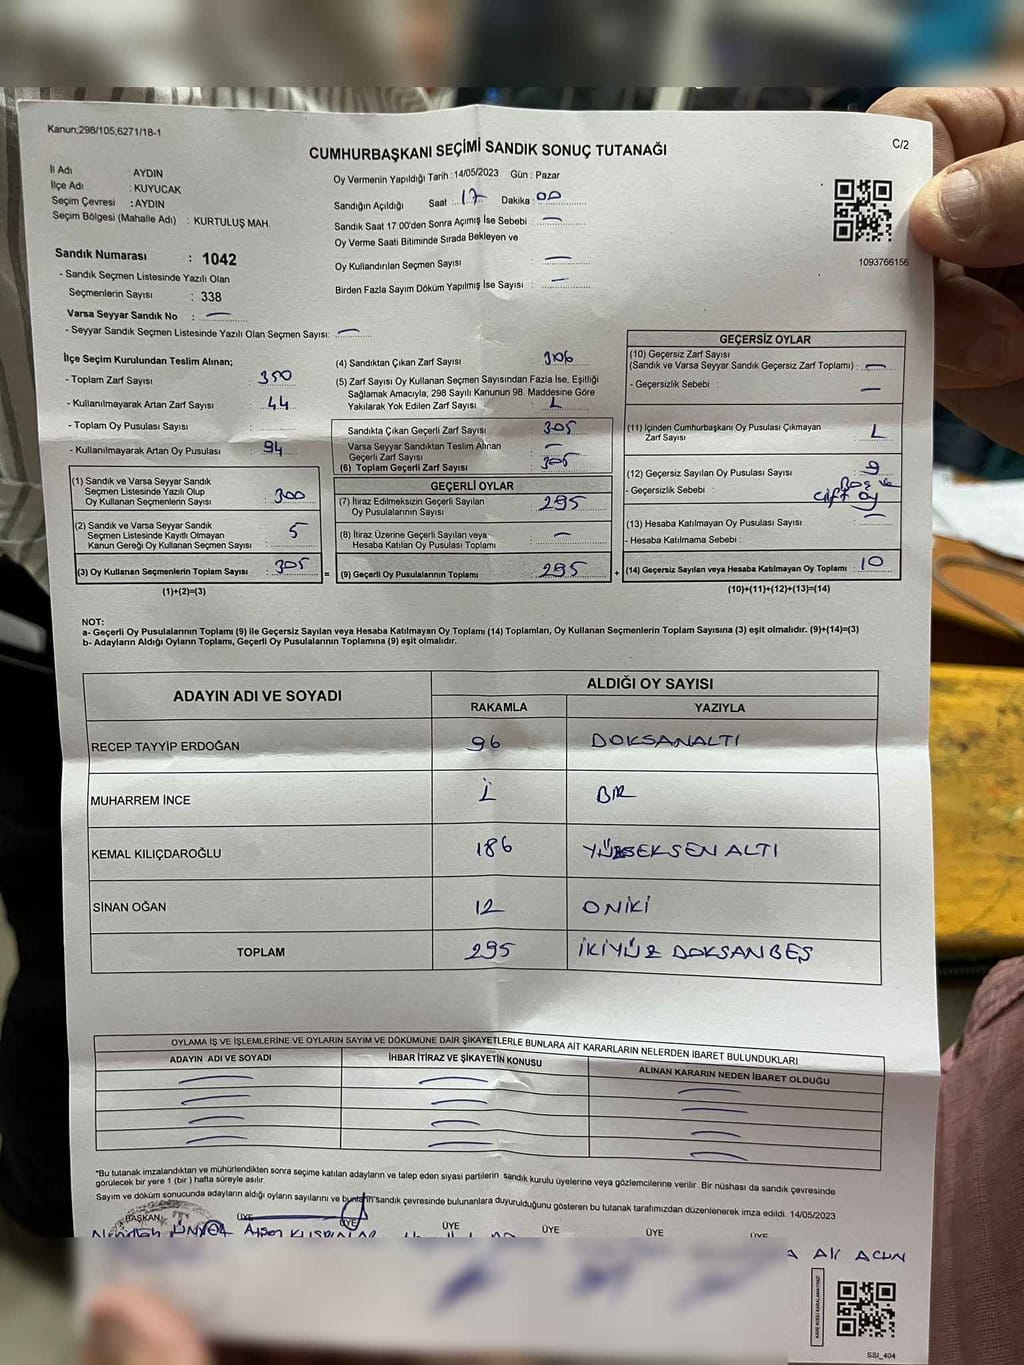 Kanun;298/105;6271/18-1
C/2
CUMHURBAŞKANI SEÇİMİ SANDIK SONUÇ TUTANAĞI
İl Adı : AYDIN
İlçe Adı : KUYUCAK
Seçim Çevresi : AYDIN
Seçim Bölgesi (Mahalle Adı) : KURTULUŞ MAH.
Oy Vermenin Yapıldığı Tarih : 14/05/2023 Gün : Pazar
Sandığın Açıldığı Saat : 17 Dakika : 00
Sandık Saat 17:00'den Sonra Açımış İse Sebebi : —
Oy Verme Saati Bitiminde Sırada Bekleyen ve
Oy Kullandırılan Seçmen Sayısı : —
Birden Fazla Sayım Döküm Yapılmış İse Sayısı : —
1093766156
Sandık Numarası : 1042
- Sandık Seçmen Listesinde Yazılı Olan
Seçmenlerin Sayısı : 338
Varsa Seyyar Sandık No : —
- Seyyar Sandık Seçmen Listesinde Yazılı Olan Seçmen Sayısı: —
İlçe Seçim Kurulundan Teslim Alınan;
- Toplam Zarf Sayısı : 350
- Kullanılmayarak Artan Zarf Sayısı : 44
- Toplam Oy Pusulası Sayısı :
- Kullanılmayarak Artan Oy Pusulası : 94
(1) Sandık ve Varsa Seyyar Sandık
Seçmen Listesinde Yazılı Olup
Oy Kullanan Seçmenlerin Sayısı : 300
(2) Sandık ve Varsa Seyyar Sandık
Seçmen Listesinde Kayıtlı Olmayan
Kanun Gereği Oy Kullanan Seçmen Sayısı : 5
(3) Oy Kullanan Seçmenlerin Toplam Sayısı : 305
(1)+(2)=(3)
=
(4) Sandıktan Çıkan Zarf Sayısı : 306
(5) Zarf Sayısı Oy Kullanan Seçmen Sayısından Fazla İse, Eşitliği
Sağlamak Amacıyla, 298 Sayılı Kanunun 98. Maddesine Göre
Yakılarak Yok Edilen Zarf Sayısı : 1
Sandıkta Çıkan Geçerli Zarf Sayısı : 305
Varsa Seyyar Sandıktan Teslim Alınan
Geçerli Zarf Sayısı : —
(6) Toplam Geçerli Zarf Sayısı : 305
GEÇERLİ OYLAR
(7) İtiraz Edilmeksizin Geçerli Sayılan
Oy Pusulalarının Sayısı : 295
(8) İtiraz Üzerine Geçerli Sayılan veya
Hesaba Katılan Oy Pusulası Toplamı : —
(9) Geçerli Oy Pusulalarının Toplamı : 295
+
GEÇERSİZ OYLAR
(10) Geçersiz Zarf Sayısı
(Sandık ve Varsa Seyyar Sandık Geçersiz Zarf Toplamı) : —
- Geçersizlik Sebebi : —
(11) İçinden Cumhurbaşkanı Oy Pusulası Çıkmayan
Zarf Sayısı : 1
(12) Geçersiz Sayılan Oy Pusulası Sayısı : 9
- Geçersizlik Sebebi : Boş ve
çift oy
(13) Hesaba Katılmayan Oy Pusulası Sayısı : —
- Hesaba Katılmama Sebebi :
(14) Geçersiz Sayılan veya Hesaba Katılmayan Oy Toplamı : 10
(10)+(11)+(12)+(13)=(14)
NOT:
a- Geçerli Oy Pusulalarının Toplamı (9) ile Geçersiz Sayılan veya Hesaba Katılmayan Oy Toplamı (14) Toplamları, Oy Kullanan Seçmenlerin Toplam Sayısına (3) eşit olmalıdır. (9)+(14)=(3)
b- Adayların Aldığı Oyların Toplamı, Geçerli Oy Pusulalarının Toplamına (9) eşit olmalıdır.
ADAYIN ADI VE SOYADI
ALDIĞI OY SAYISI
RAKAMLA YAZIYLA
RECEP TAYYİP ERDOĞAN 96 DOKSANALTI
MUHARREM İNCE 1 BİR
KEMAL KILIÇDAROĞLU 186 YÜZSEKSENALTI
SİNAN OĞAN 12 ONİKİ
TOPLAM 295 İKİYÜZ DOKSANBEŞ
OYLAMA İŞ VE İŞLEMLERİNE VE OYLARIN SAYIM VE DÖKÜMÜNE DAİR ŞİKAYETLERLE BUNLARA AİT KARARLARIN NELERDEN İBARET BULUNDUKLARI
ADAYIN ADI VE SOYADI İHBAR İTİRAZ VE ŞİKAYETİN KONUSU ALINAN KARARIN NEDEN İBARET OLDUĞU
*Bu tutanak imzalandıktan ve mühürlendikten sonra seçime katılan adayların ve talep eden siyasi partilerin sandık kurulu üyelerine veya gözlemcilerine verilir. Bir nüshası da sandık çevresinde
görülecek bir yere 1 (bir) hafta süreyle asılır.
Sayım ve döküm sonucunda adayların aldığı oyların sayılarını ve bunların sandık çevresinde bulunanlara duyurulduğunu gösteren bu tutanak tarafımızdan düzenlenerek imza edildi. 14/05/2023
BAŞKAN ÜYE ÜYE ÜYE ÜYE ÜYE ÜYE
Ali ACUN
SSI_404